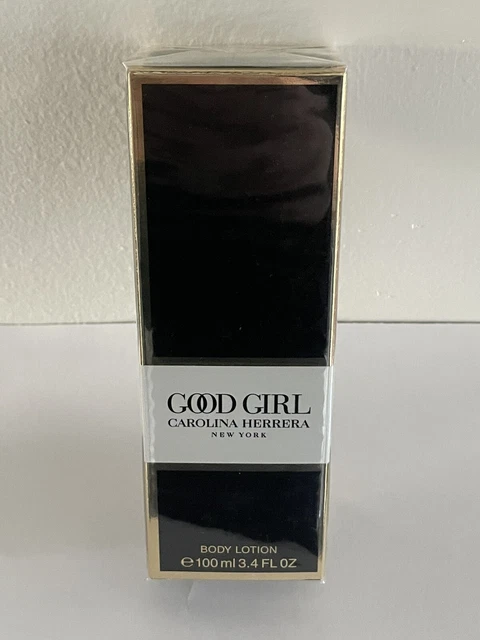 GOOD GIRL
CAROLINA HERRERA
NEW YORK
BODY LOTION
℮100 ml 3.4 FL OZ